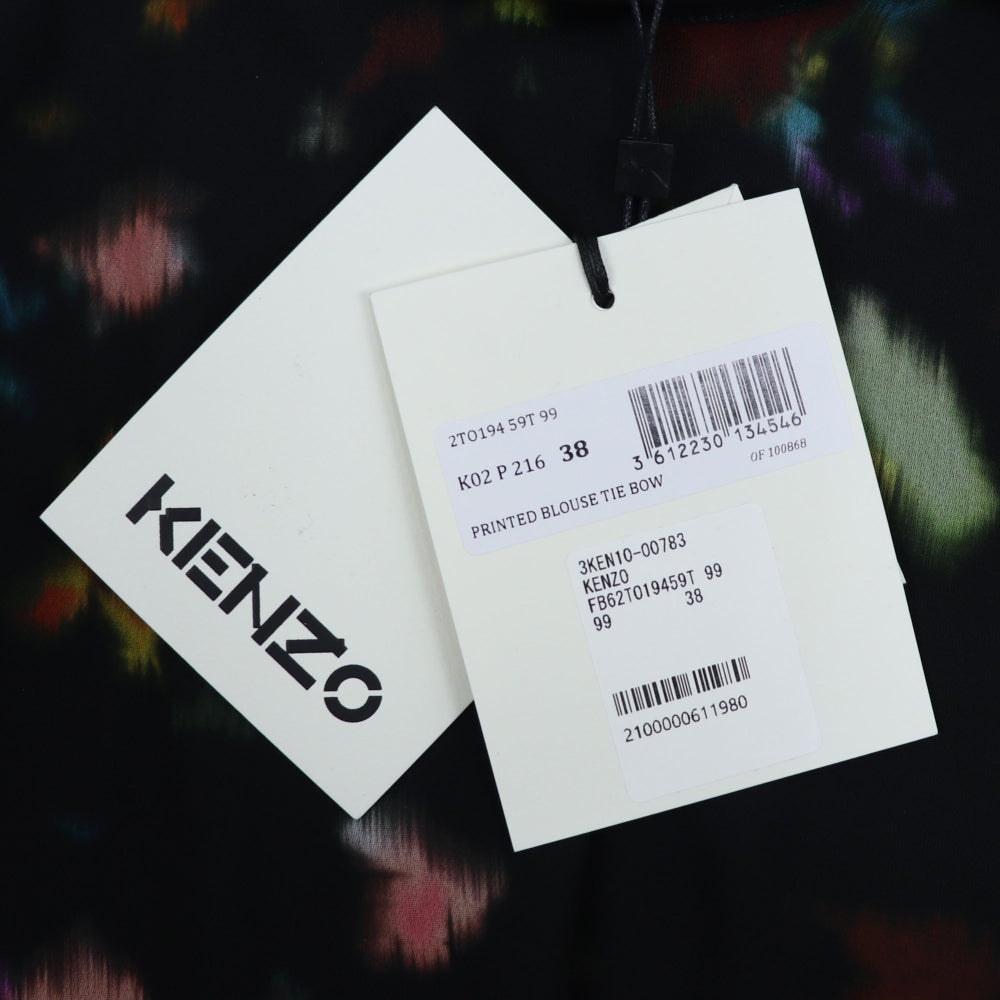 KENZO
2TO194 59T 99
K02 P 216 38
3 612230 134546
OF 100868
PRINTED BLOUSE TIE BOW
3KEN10-00783
KENZO
FB62T019459T 99
38
99
2100000611980